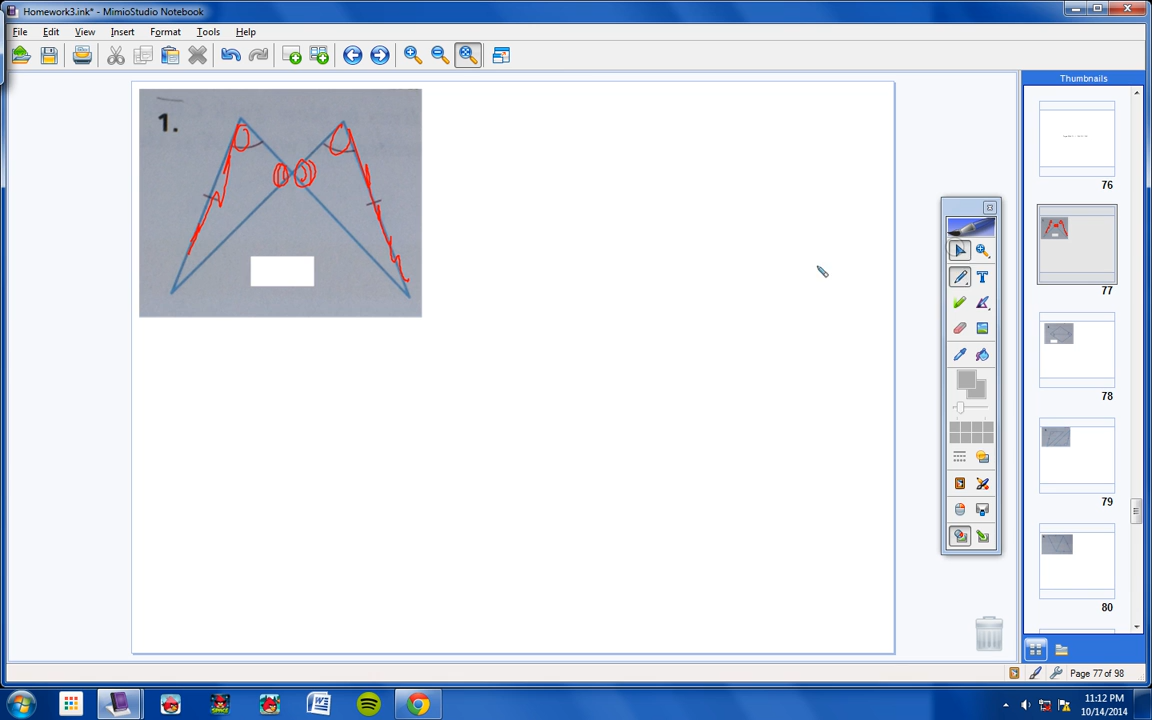 Homework3.ink* - MimioStudio Notebook
File Edit View Insert Format Tools Help
Thumbnails
1.
76
77
78
79
80
T
Page 77 of 98
W
SPACE
11:12 PM
10/14/2014